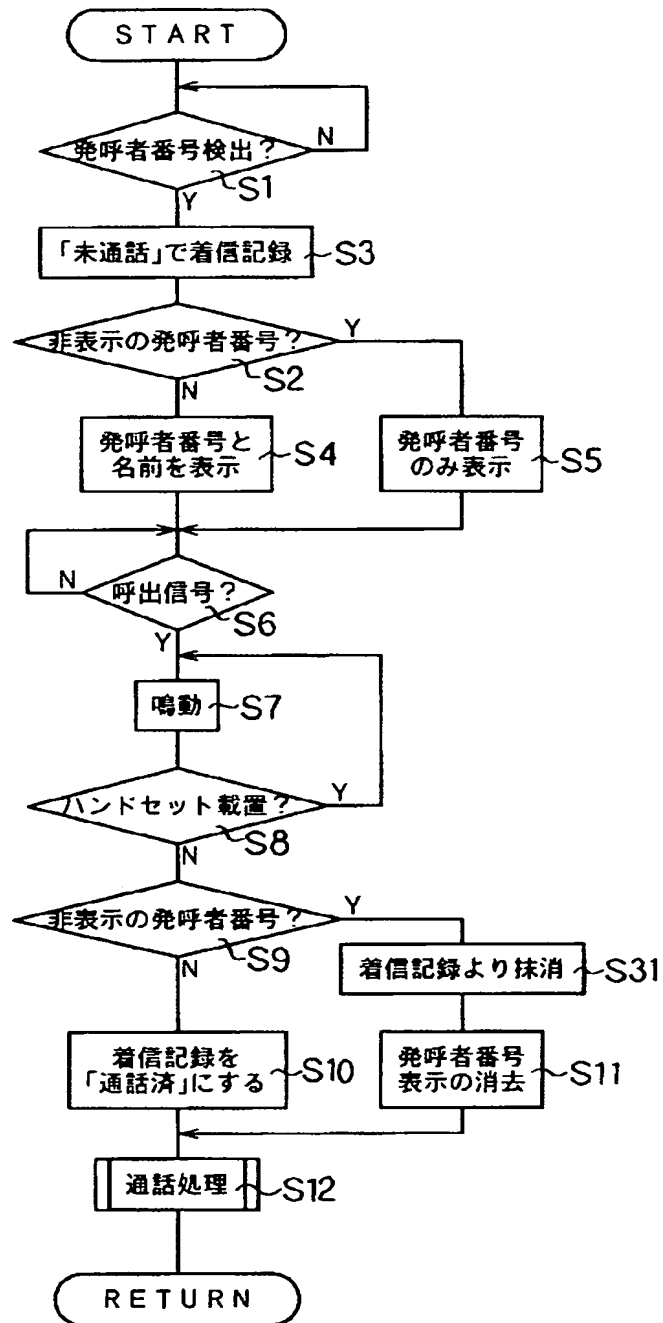 START
発呼者番号検出?
N
S1
Y
「未通話」で着信記録
S3
非表示の発呼者番号?
Y
S2
N
発呼者番号と
名前を表示
S4
発呼者番号
のみ表示
S5
N
呼出信号?
S6
Y
鳴動
S7
ハンドセット載置?
Y
S8
N
非表示の発呼者番号?
Y
S9
N
着信記録より抹消
S31
着信記録を
「通話済」にする
S10
発呼者番号
表示の消去
S11
通話処理
S12
RETURN